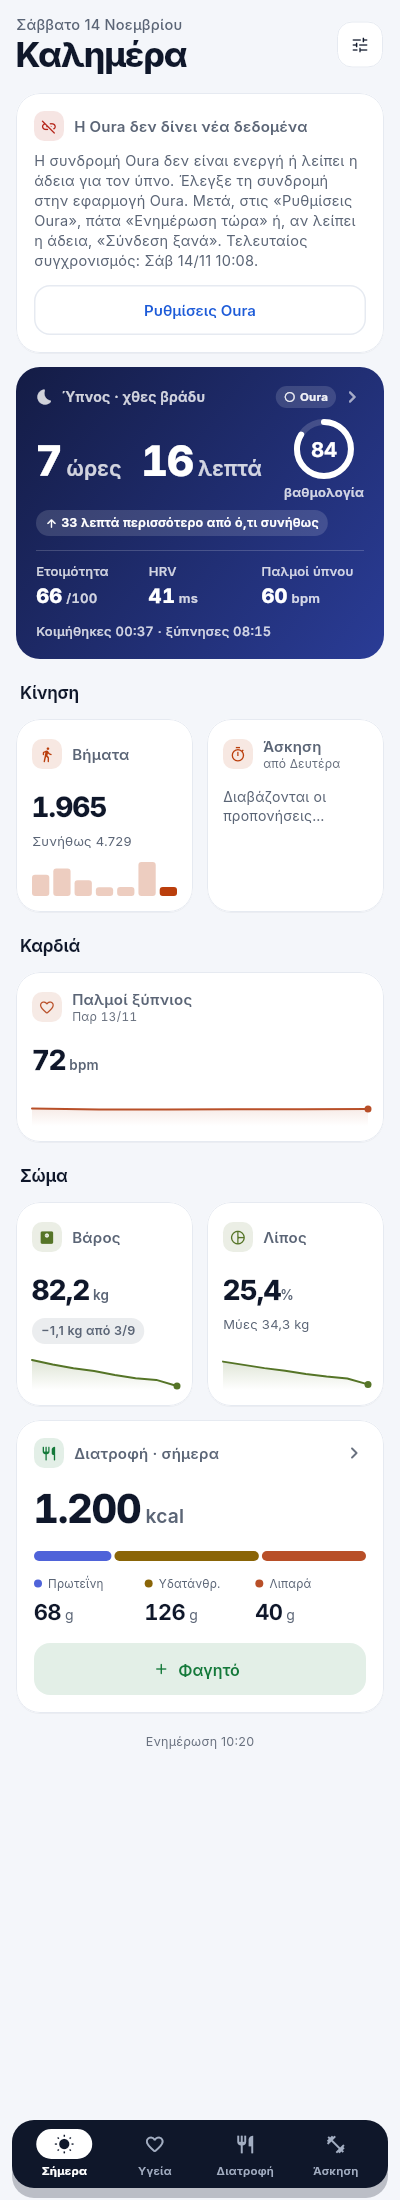 Σάββατο 14 Νοεμβρίου
Καλημέρα
Η Oura δεν δίνει νέα δεδομένα
Η συνδρομή Oura δεν είναι ενεργή ή λείπει η
άδεια για τον ύπνο. Έλεγξε τη συνδρομή
στην εφαρμογή Oura. Μετά, στις «Ρυθμίσεις
Oura», πάτα «Ενημέρωση τώρα» ή, αν λείπει
η άδεια, «Σύνδεση ξανά». Τελευταίος
συγχρονισμός: Σάβ 14/11 10:08.
Ρυθμίσεις Oura
Ύπνος · χθες βράδυ
Oura
7 ώρες 16 λεπτά
84
βαθμολογία
↑ 33 λεπτά περισσότερο από ό,τι συνήθως
Ετοιμότητα HRV Παλμοί ύπνου
66 /100 41 ms 60 bpm
Κοιμήθηκες 00:37 · ξύπνησες 08:15
Κίνηση
Βήματα
1.965
Συνήθως 4.729
Άσκηση
από Δευτέρα
Διαβάζονται οι
προπονήσεις…
Καρδιά
Παλμοί ξύπνιος
Παρ 13/11
72 bpm
Σώμα
Βάρος
82,2 kg
−1,1 kg από 3/9
Λίπος
25,4%
Μύες 34,3 kg
Διατροφή · σήμερα
1.200 kcal
Πρωτεΐνη Υδατάνθρ. Λιπαρά
68 g 126 g 40 g
+ Φαγητό
Ενημέρωση 10:20
Σήμερα Υγεία Διατροφή Άσκηση